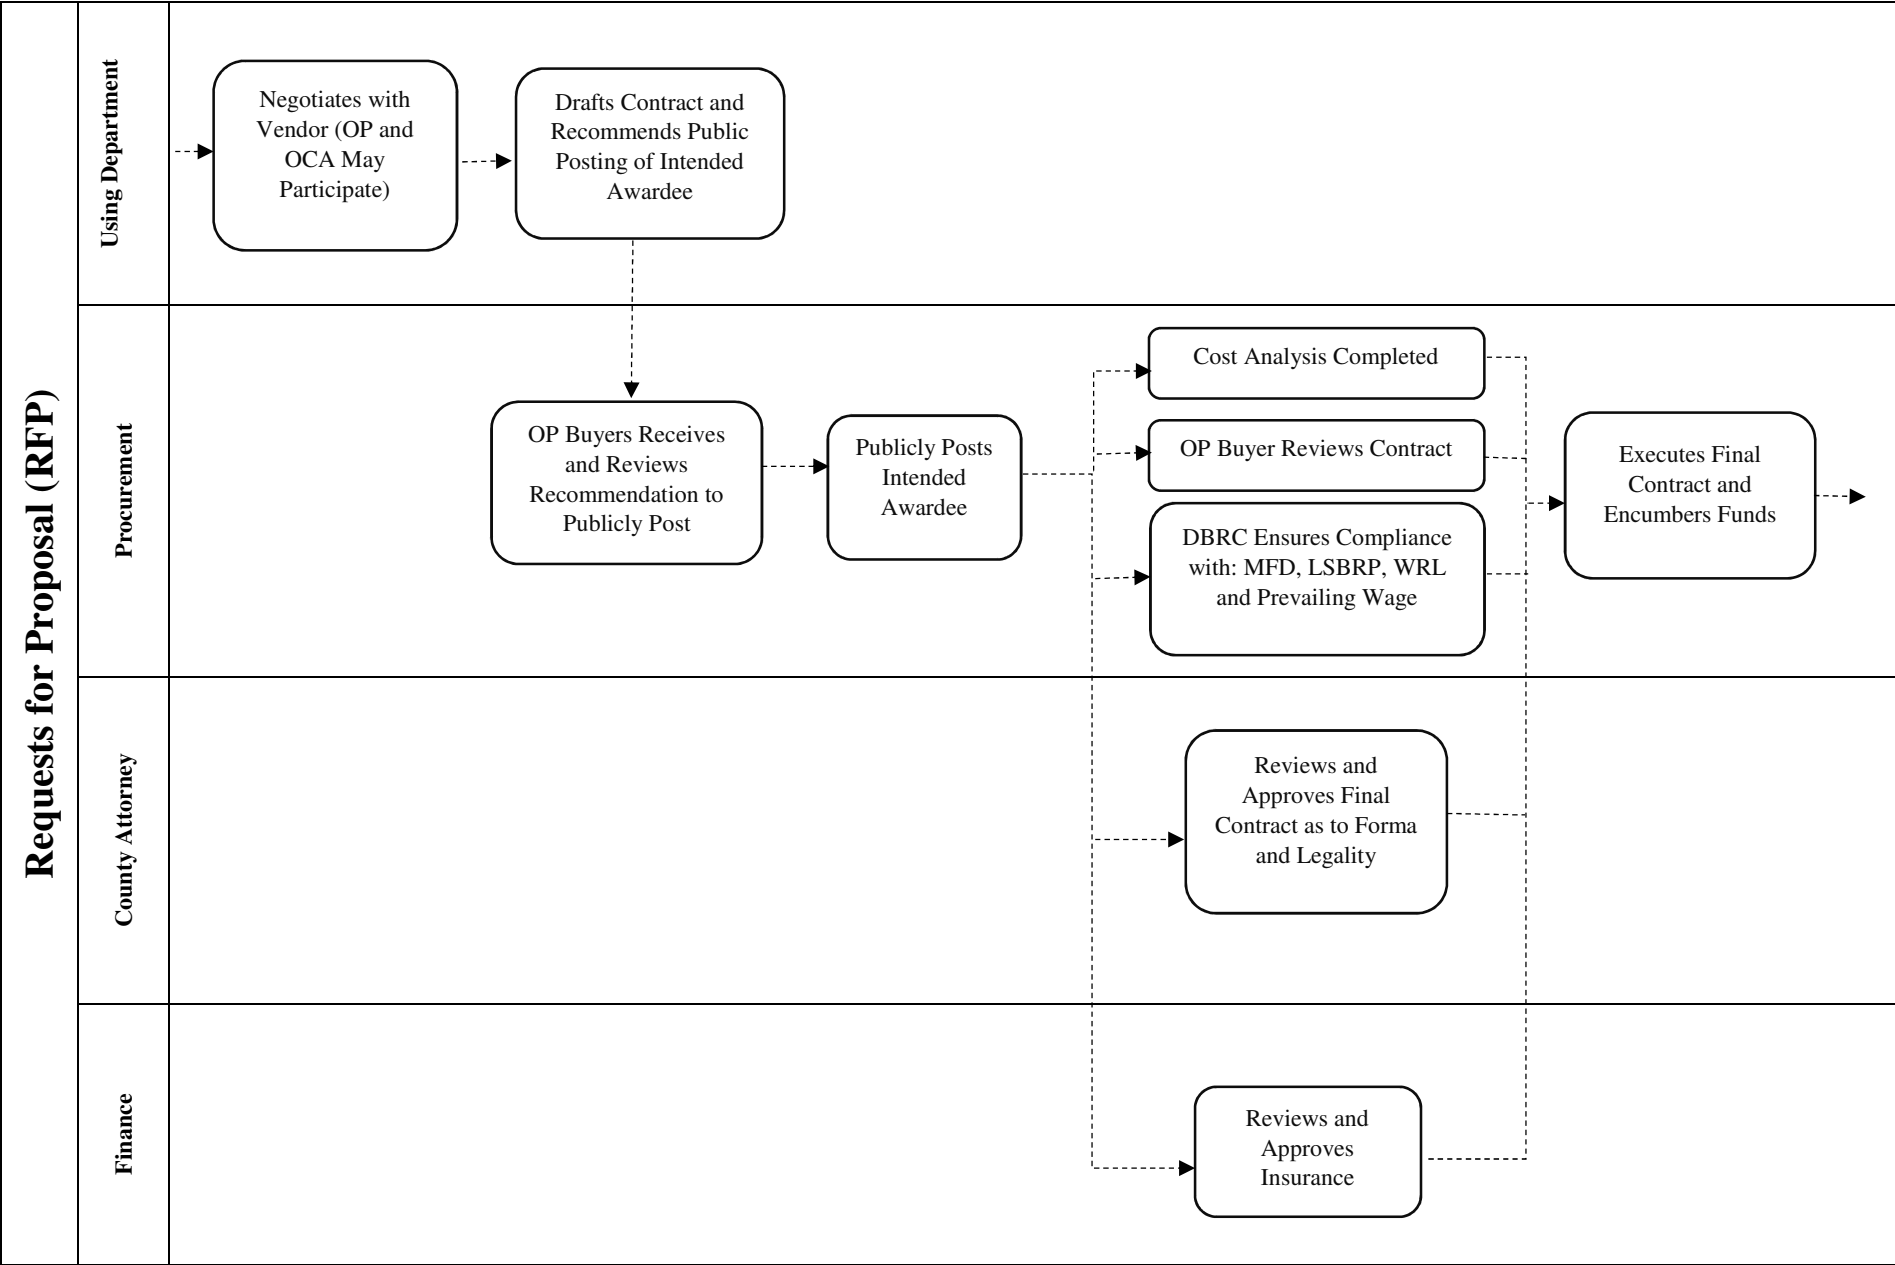 Requests for Proposal (RFP)
Using Department
Negotiates with
Vendor (OP and
OCA May
Participate)
Drafts Contract and
Recommends Public
Posting of Intended
Awardee
Procurement
OP Buyers Receives
and Reviews
Recommendation to
Publicly Post
Publicly Posts
Intended
Awardee
Cost Analysis Completed
OP Buyer Reviews Contract
DBRC Ensures Compliance
with: MFD, LSBRP, WRL
and Prevailing Wage
Executes Final
Contract and
Encumbers Funds
County Attorney
Reviews and
Approves Final
Contract as to Forma
and Legality
Finance
Reviews and
Approves
Insurance